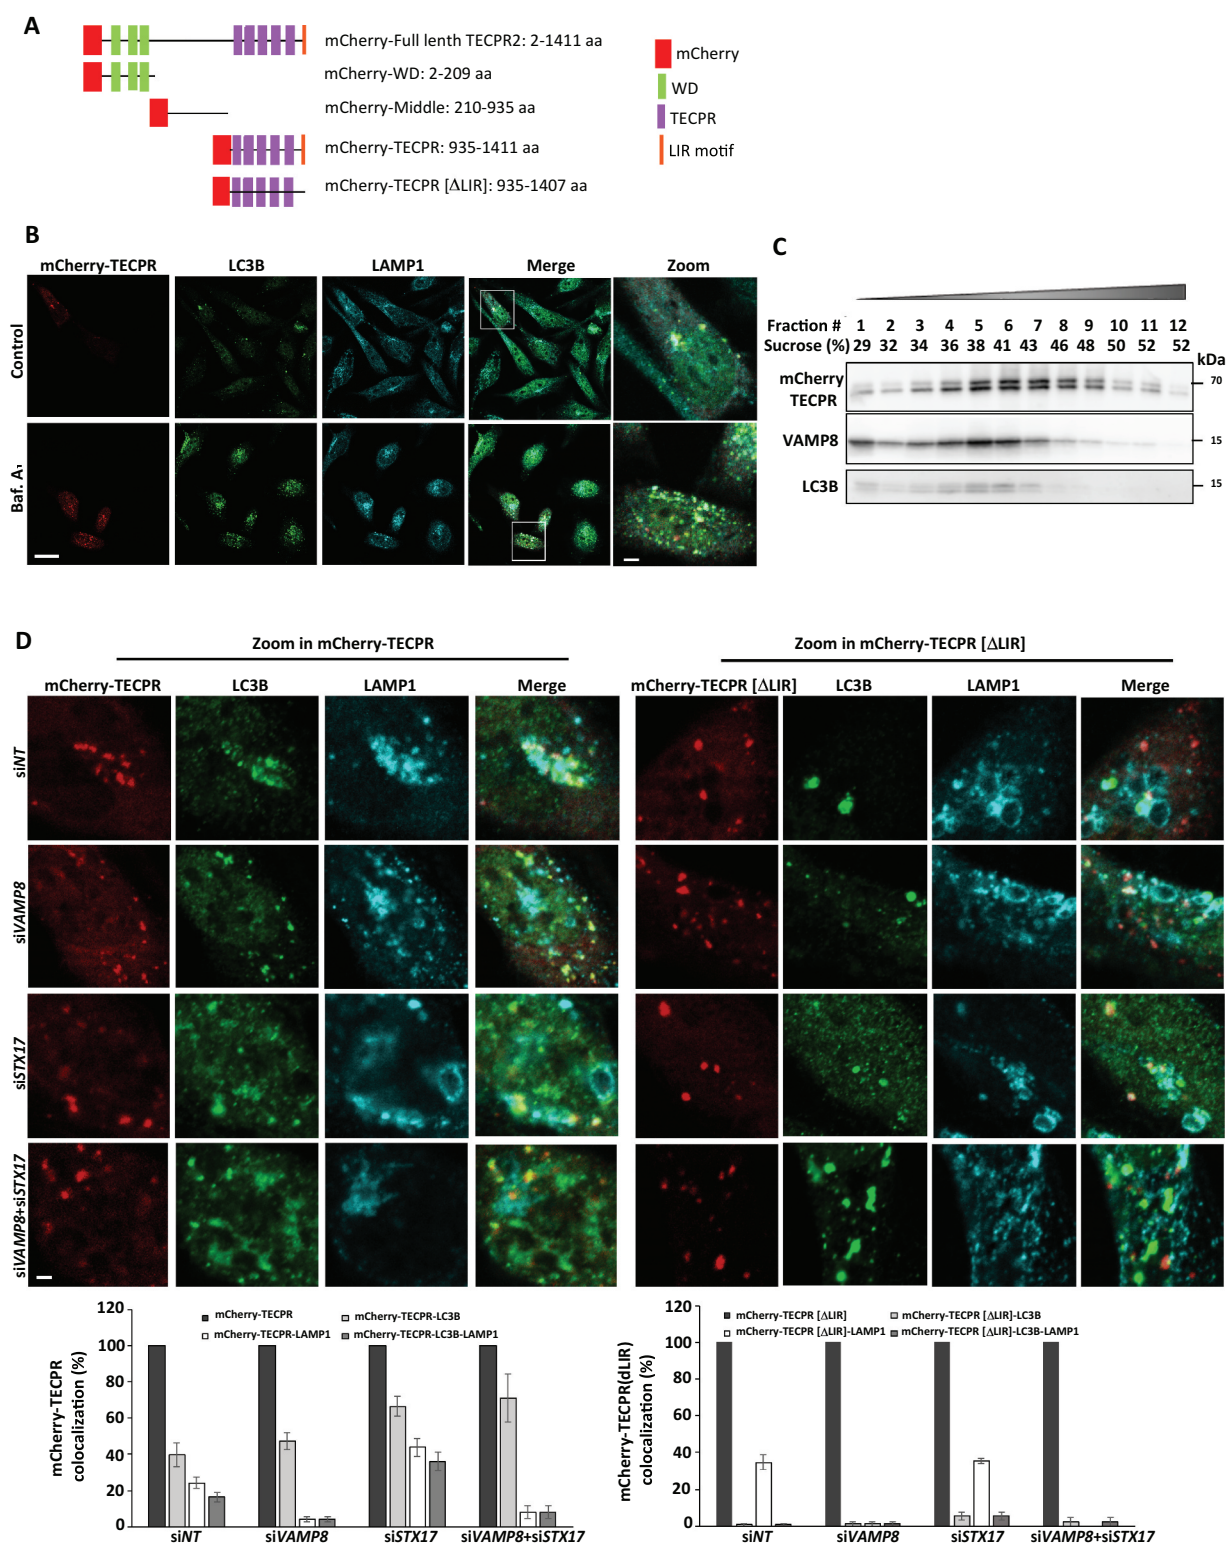 A
mCherry-Full lenth TECPR2: 2-1411 aa
mCherry-WD: 2-209 aa
mCherry-Middle: 210-935 aa
mCherry-TECPR: 935-1411 aa
mCherry-TECPR [ΔLIR]: 935-1407 aa
mCherry
WD
TECPR
LIR motif
B
mCherry-TECPR LC3B LAMP1 Merge Zoom
Control
Baf. A₁
C
Fraction # 1 2 3 4 5 6 7 8 9 10 11 12
Sucrose (%) 29 32 34 36 38 41 43 46 48 50 52 52
kDa
mCherry TECPR 70
VAMP8 15
LC3B 15
D
Zoom in mCherry-TECPR
mCherry-TECPR LC3B LAMP1 Merge
Zoom in mCherry-TECPR [ΔLIR]
mCherry-TECPR [ΔLIR] LC3B LAMP1 Merge
siNT
siVAMP8
siSTX17
siVAMP8+siSTX17
mCherry-TECPR colocalization (%)
120
100
80
60
40
20
0
mCherry-TECPR mCherry-TECPR-LC3B
mCherry-TECPR-LAMP1 mCherry-TECPR-LC3B-LAMP1
siNT siVAMP8 siSTX17 siVAMP8+siSTX17
mCherry-TECPR(dLIR) colocalization (%)
120
100
80
60
40
20
0
mCherry-TECPR [ΔLIR] mCherry-TECPR [ΔLIR]-LC3B
mCherry-TECPR [ΔLIR]-LAMP1 mCherry-TECPR [ΔLIR]-LC3B-LAMP1
siNT siVAMP8 siSTX17 siVAMP8+siSTX17